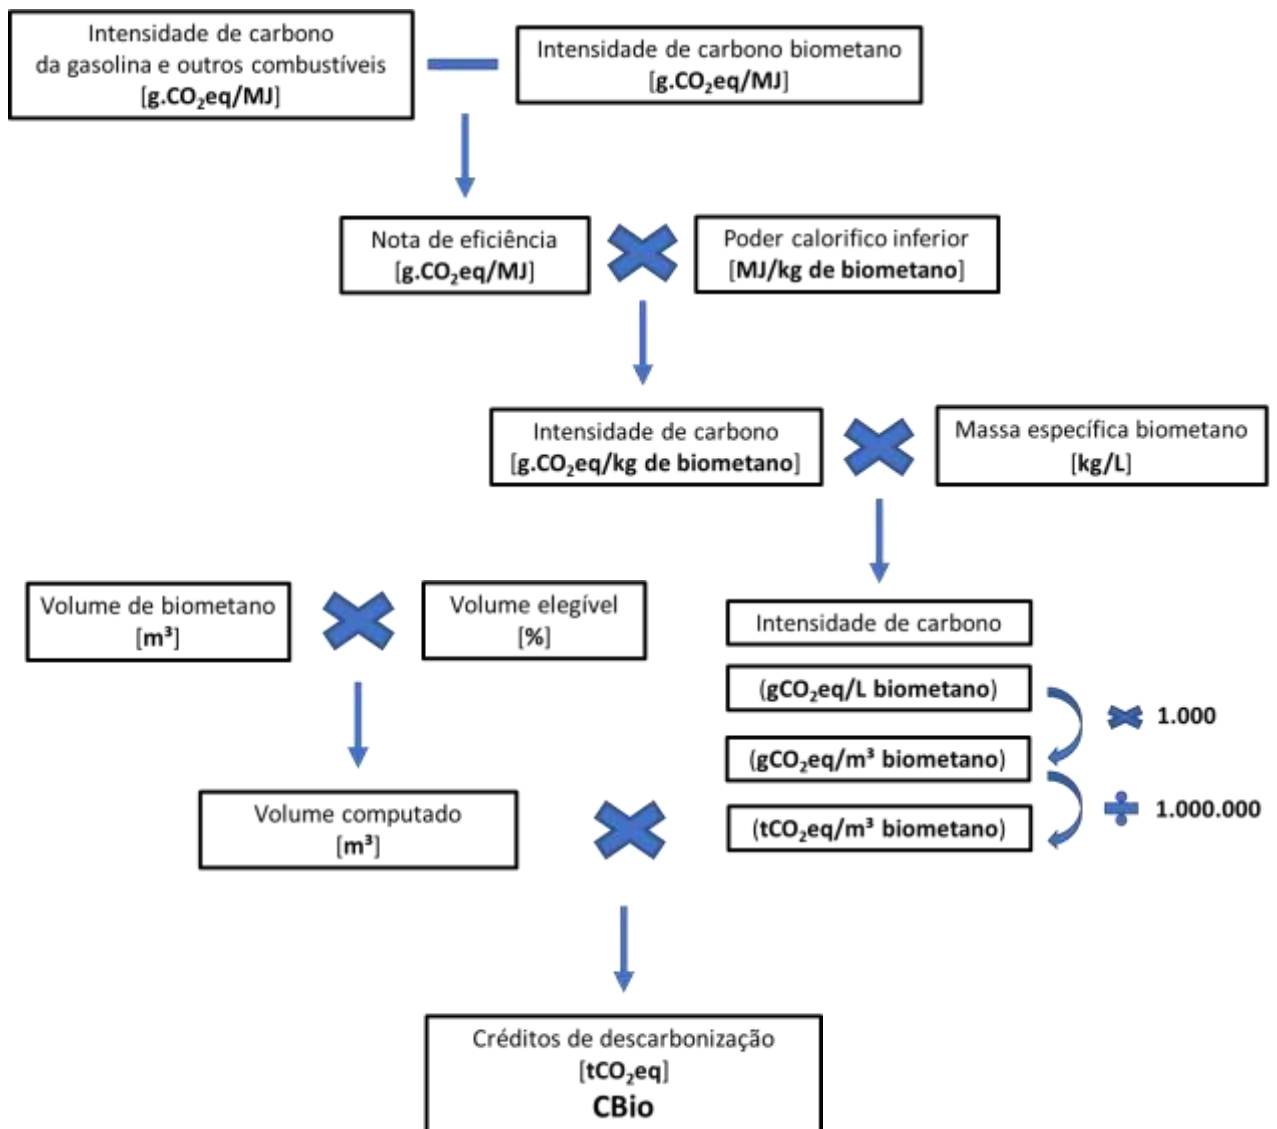 Intensidade de carbono
da gasolina e outros combustíveis
[g.CO₂eq/MJ]
Intensidade de carbono biometano
[g.CO₂eq/MJ]
Nota de eficiência
[g.CO₂eq/MJ]
Poder calorifico inferior
[MJ/kg de biometano]
Intensidade de carbono
[g.CO₂eq/kg de biometano]
Massa específica biometano
[kg/L]
Volume de biometano
[m³]
Volume elegível
[%]
Intensidade de carbono
(gCO₂eq/L biometano)
1.000
(gCO₂eq/m³ biometano)
1.000.000
(tCO₂eq/m³ biometano)
Volume computado
[m³]
Créditos de descarbonização
[tCO₂eq]
CBio